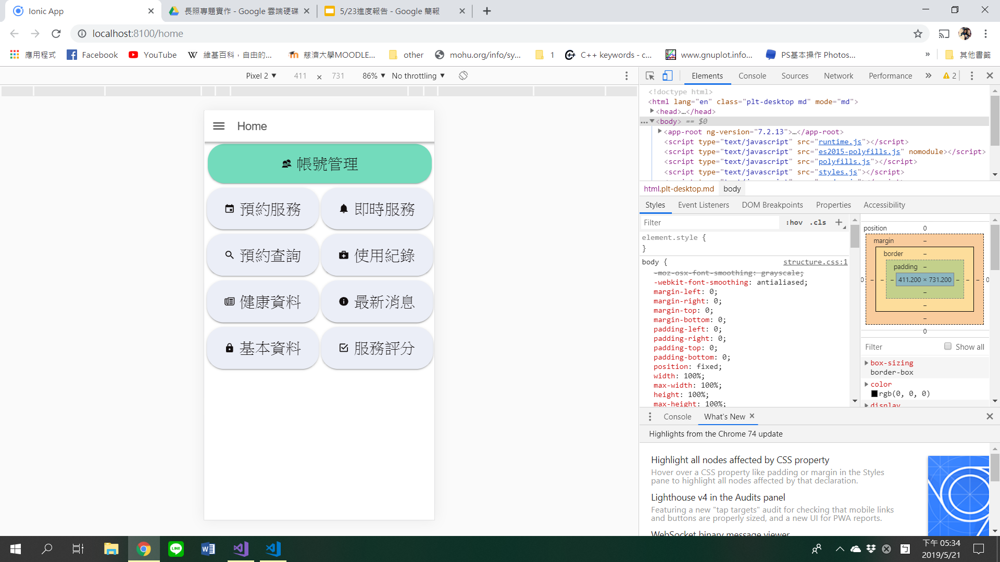 Ionic App
長照專題實作 - Google 雲端硬碟
5/23進度報告 - Google 簡報
localhost:8100/home
應用程式
Facebook
YouTube
W 維基百科，自由的...
慈濟大學MOODLE...
other
mohu.org/info/sy...
1
C++ keywords - c...
www.gnuplot.info...
PS基本操作 Photos...
»
其他書籤
Pixel 2 ▼ 411 × 731 86% ▼ No throttling ▼
Elements Console Sources Network Performance » 2
<!doctype html>
<html lang="en" class="plt-desktop md" mode="md">
<head>…</head>
<body> == $0
<app-root ng-version="7.2.13">…</app-root>
<script type="text/javascript" src="runtime.js"></script>
<script type="text/javascript" src="es2015-polyfills.js" nomodule></script>
<script type="text/javascript" src="polyfills.js"></script>
<script type="text/javascript" src="styles.js"></script>
html.plt-desktop.md body
Styles Event Listeners DOM Breakpoints Properties Accessibility
Filter :hov .cls +
element.style {
}
body { structure.css:1
-moz-osx-font-smoothing: grayscale;
-webkit-font-smoothing: antialiased;
margin-left: 0;
margin-right: 0;
margin-top: 0;
margin-bottom: 0;
padding-left: 0;
padding-right: 0;
padding-top: 0;
padding-bottom: 0;
position: fixed;
width: 100%;
max-width: 100%;
height: 100%;
max-height: 100%;
position 0
margin –
border –
padding –
0 – – – 411.200 × 731.200 – – – 0
–
–
–
0
Filter Show all
box-sizing
border-box
color
rgb(0, 0, 0)
display
Home
帳號管理
預約服務
即時服務
預約查詢
使用紀錄
健康資料
最新消息
基本資料
服務評分
Console What's New ×
Highlights from the Chrome 74 update
Highlight all nodes affected by CSS property
Hover over a CSS property like padding or margin in the Styles
pane to highlight all nodes affected by that declaration.
Lighthouse v4 in the Audits panel
Featuring a new "tap targets" audit for checking that mobile links
and buttons are properly sized, and a new UI for PWA reports.
WebSocket binary message viewer
LINE
下午 05:34
2019/5/21